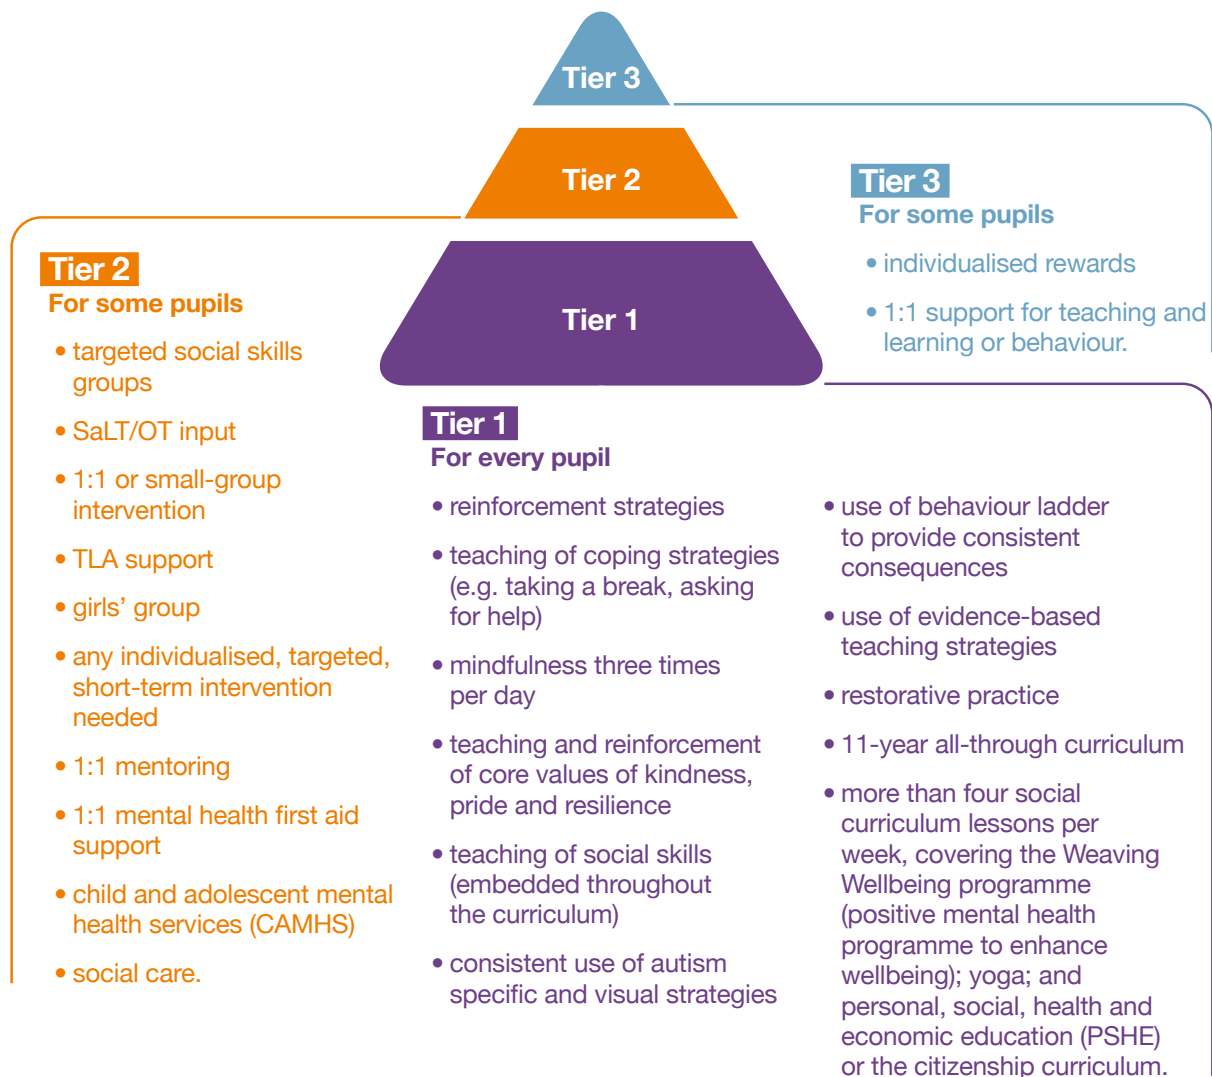 Tier 3
Tier 2
Tier 1
Tier 3
For some pupils
• individualised rewards
• 1:1 support for teaching and
learning or behaviour.
Tier 2
For some pupils
• targeted social skills
groups
• SaLT/OT input
• 1:1 or small-group
intervention
• TLA support
• girls’ group
• any individualised, targeted,
short-term intervention
needed
• 1:1 mentoring
• 1:1 mental health first aid
support
• child and adolescent mental
health services (CAMHS)
• social care.
Tier 1
For every pupil
• reinforcement strategies
• teaching of coping strategies
(e.g. taking a break, asking
for help)
• mindfulness three times
per day
• teaching and reinforcement
of core values of kindness,
pride and resilience
• teaching of social skills
(embedded throughout
the curriculum)
• consistent use of autism
specific and visual strategies
• use of behaviour ladder
to provide consistent
consequences
• use of evidence-based
teaching strategies
• restorative practice
• 11-year all-through curriculum
• more than four social
curriculum lessons per
week, covering the Weaving
Wellbeing programme
(positive mental health
programme to enhance
wellbeing); yoga; and
personal, social, health and
economic education (PSHE)
or the citizenship curriculum.